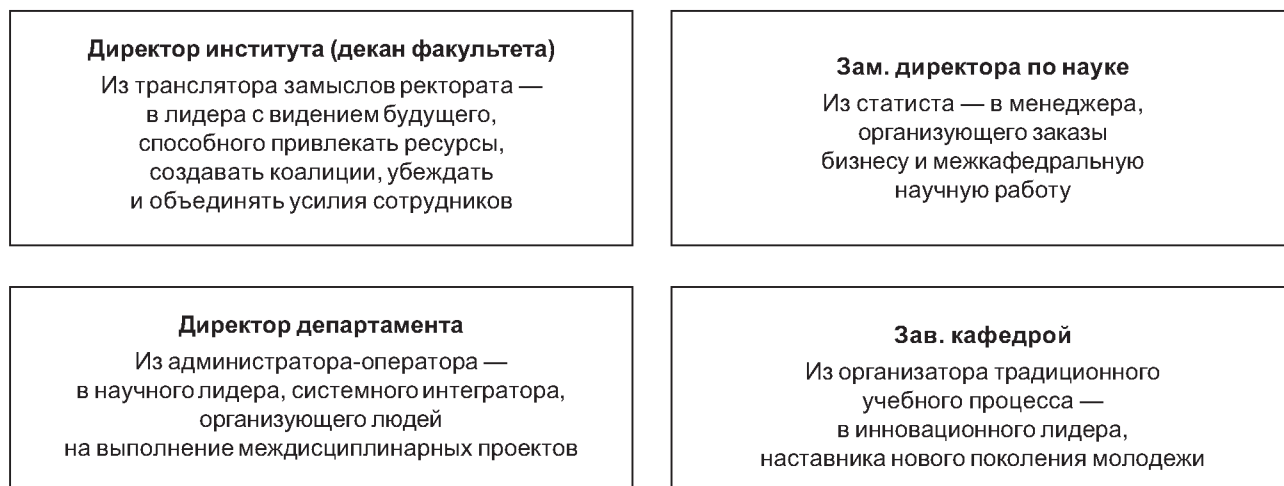 Директор института (декан факультета)
Из транслятора замыслов ректората —
в лидера с видением будущего,
способного привлекать ресурсы,
создавать коалиции, убеждать
и объединять усилия сотрудников
Зам. директора по науке
Из статиста — в менеджера,
организующего заказы
бизнесу и межкафедральную
научную работу
Директор департамента
Из администратора-оператора —
в научного лидера, системного интегратора,
организующего людей
на выполнение междисциплинарных проектов
Зав. кафедрой
Из организатора традиционного
учебного процесса —
в инновационного лидера,
наставника нового поколения молодежи